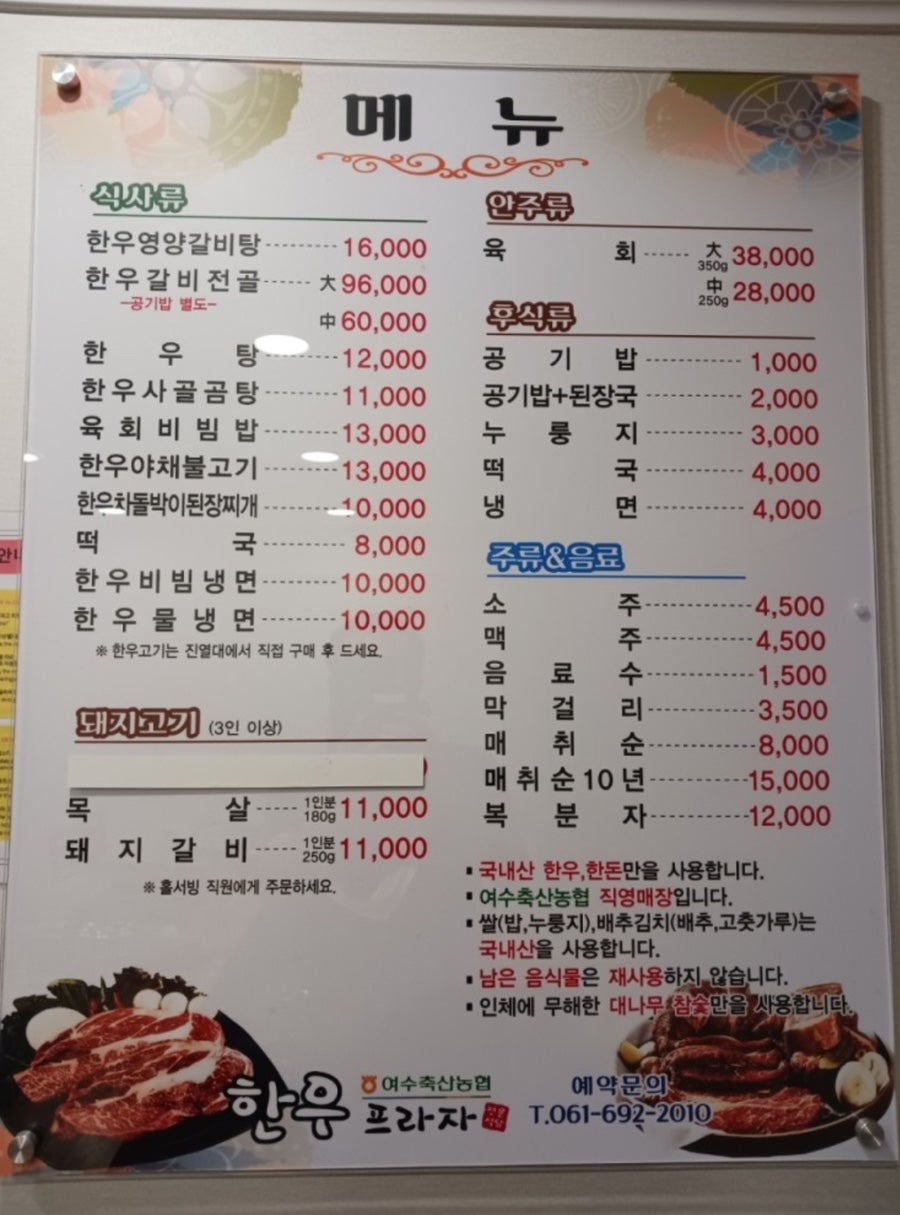 메 뉴
식사류
한우영양갈비탕 16,000
한우갈비전골 大 96,000
-공기밥 별도-
中 60,000
한 우 탕 12,000
한우사골곰탕 11,000
육회비빔밥 13,000
한우야채불고기 13,000
한우차돌박이된장찌개 10,000
떡 국 8,000
한우비빔냉면 10,000
한우물냉면 10,000
※ 한우고기는 진열대에서 직접 구매 후 드세요.
돼지고기 (3인 이상)
목 살 1인분 180g 11,000
돼지갈비 1인분 250g 11,000
※ 홀서빙 직원에게 주문하세요.
안주류
육 회 大 350g 38,000
中 250g 28,000
후식류
공 기 밥 1,000
공기밥+된장국 2,000
누 룽 지 3,000
떡 국 4,000
냉 면 4,000
주류&음료
소 주 4,500
맥 주 4,500
음 료 수 1,500
막 걸 리 3,500
매 취 순 8,000
매취순10년 15,000
복 분 자 12,000
▪ 국내산 한우,한돈만을 사용합니다.
▪ 여수축산농협 직영매장입니다.
▪ 쌀(밥,누룽지),배추김치(배추,고춧가루)는
국내산을 사용합니다.
▪ 남은 음식물은 재사용하지 않습니다.
▪ 인체에 무해한 대나무 참숯만을 사용합니다.
한우 여수축산농협
프라자
예약문의
T.061-692-2010